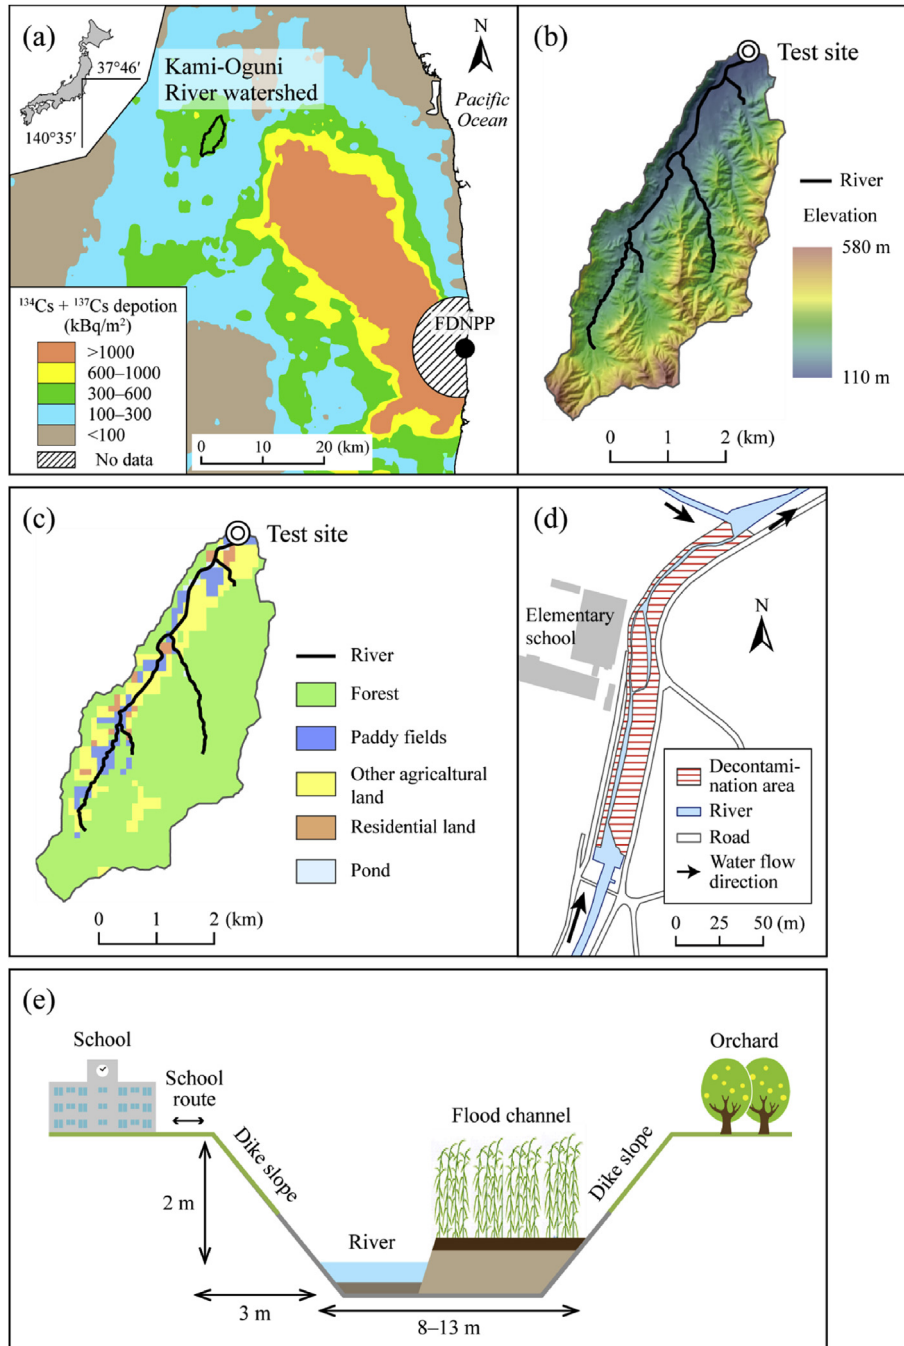 (a)
37°46′
140°35′
Kami-Oguni
River watershed
N
Pacific
Ocean
FDNPP
¹³⁴Cs + ¹³⁷Cs depotion
(kBq/m²)
>1000
600–1000
300–600
100–300
<100
No data
0 10 20 (km)
(b)
Test site
River
Elevation
580 m
110 m
0 1 2 (km)
(c)
Test site
River
Forest
Paddy fields
Other agricaltural
land
Residential land
Pond
0 1 2 (km)
(d)
Elementary
school
N
Decontami-
nation area
River
Road
Water flow
direction
0 25 50 (m)
(e)
School
School
route
Dike slope
2 m
3 m
River
Flood channel
8–13 m
Dike slope
Orchard